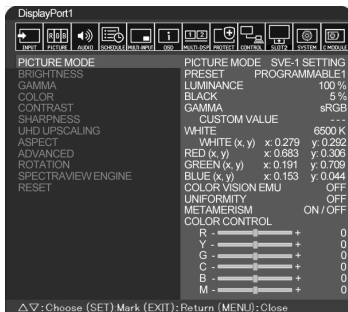 DisplayPort1
INPUT PICTURE AUDIO SCHEDULE MULTI-INPUT OSD MULTI-DSP PROTECT CONTROL SLOT2 SYSTEM C MODULE
PICTURE MODE
BRIGHTNESS
GAMMA
COLOR
CONTRAST
SHARPNESS
UHD UPSCALING
ASPECT
ADVANCED
ROTATION
SPECTRAVIEW ENGINE
RESET
PICTURE MODE SVE-1 SETTING
PRESET PROGRAMMABLE1
LUMINANCE 100 %
BLACK 5 %
GAMMA sRGB
CUSTOM VALUE ---
WHITE 6500 K
WHITE (x, y) x: 0.279 y: 0.292
RED (x, y) x: 0.683 y: 0.306
GREEN (x, y) x: 0.191 y: 0.709
BLUE (x, y) x: 0.153 y: 0.044
COLOR VISION EMU OFF
UNIFORMITY OFF
METAMERISM ON / OFF
COLOR CONTROL
R - + 0
Y - + 0
G - + 0
C - + 0
B - + 0
M - + 0
△▽:Choose (SET):Mark (EXIT):Return (MENU):Close